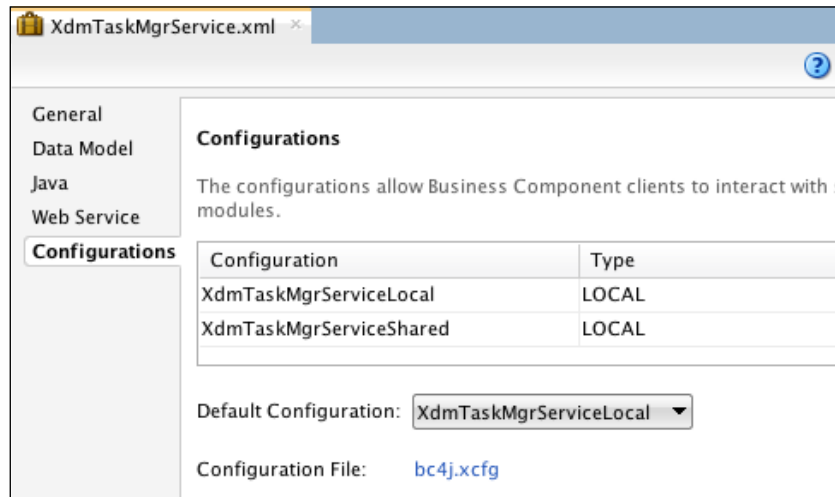 XdmTaskMgrService.xml ×
?
General
Data Model
Java
Web Service
Configurations
Configurations
The configurations allow Business Component clients to interact with
modules.
Configuration Type
XdmTaskMgrServiceLocal LOCAL
XdmTaskMgrServiceShared LOCAL
Default Configuration: XdmTaskMgrServiceLocal
Configuration File: bc4j.xcfg